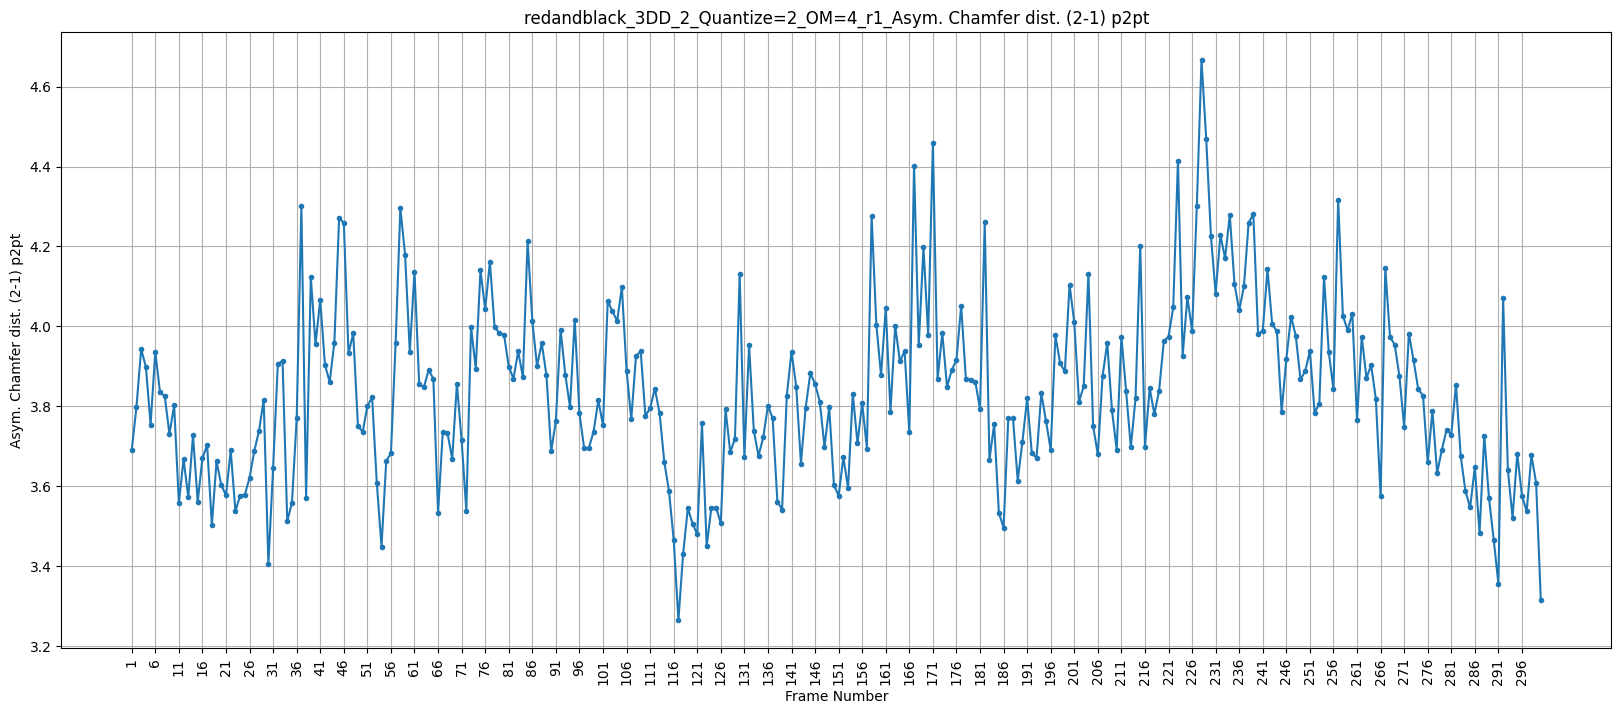 redandblack_3DD_2_Quantize=2_OM=4_r1_Asym. Chamfer dist. (2-1) p2pt
Asym. Chamfer dist. (2-1) p2pt
4.6
4.4
4.2
4.0
3.8
3.6
3.4
3.2
1 6 11 16 21 26 31 36 41 46 51 56 61 66 71 76 81 86 91 96 101 106 111 116 121 126 131 136 141 146 151 156 161 166 171 176 181 186 191 196 201 206 211 216 221 226 231 236 241 246 251 256 261 266 271 276 281 286 291 296
Frame Number